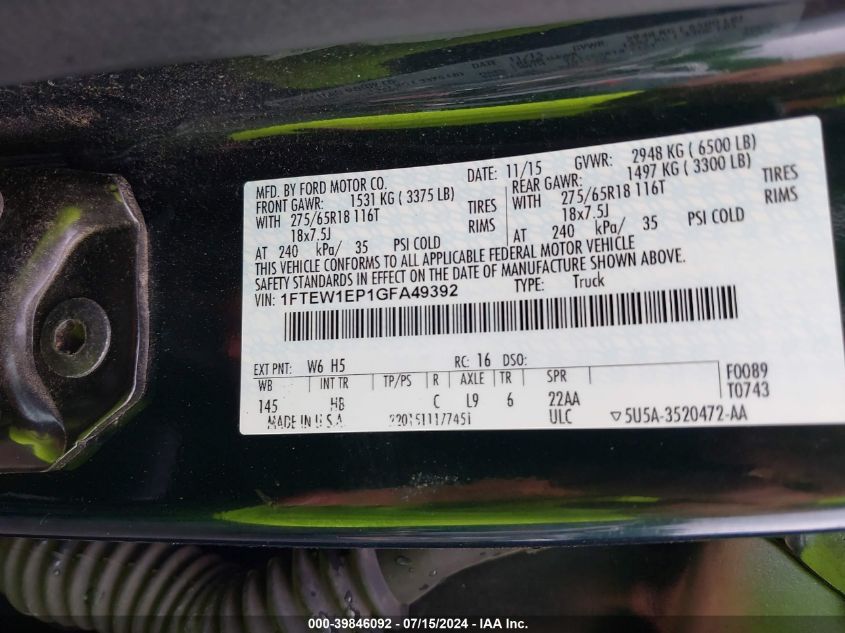 MFD. BY FORD MOTOR CO. DATE: 11/15 GVWR: 2948 KG ( 6500 LB)
FRONT GAWR: 1531 KG ( 3375 LB) REAR GAWR: 1497 KG ( 3300 LB)
WITH 275/65R18 116T TIRES WITH 275/65R18 116T TIRES
18x7.5J RIMS 18x7.5J RIMS
AT 240 kPa/ 35 PSI COLD AT 240 kPa/ 35 PSI COLD
THIS VEHICLE CONFORMS TO ALL APPLICABLE FEDERAL MOTOR VEHICLE
SAFETY STANDARDS IN EFFECT ON THE DATE OF MANUFACTURE SHOWN ABOVE.
VIN: 1FTEW1EP1GFA49392 TYPE: Truck
EXT PNT: W6 H5 RC: 16 DSO: F0089
WB INT TR TP/PS R AXLE TR SPR T0743
145 HB C L9 6 22AA
MADE IN U.S.A. ULC ▽5U5A-3520472-AA
000-39846092 - 07/15/2024 - IAA Inc.